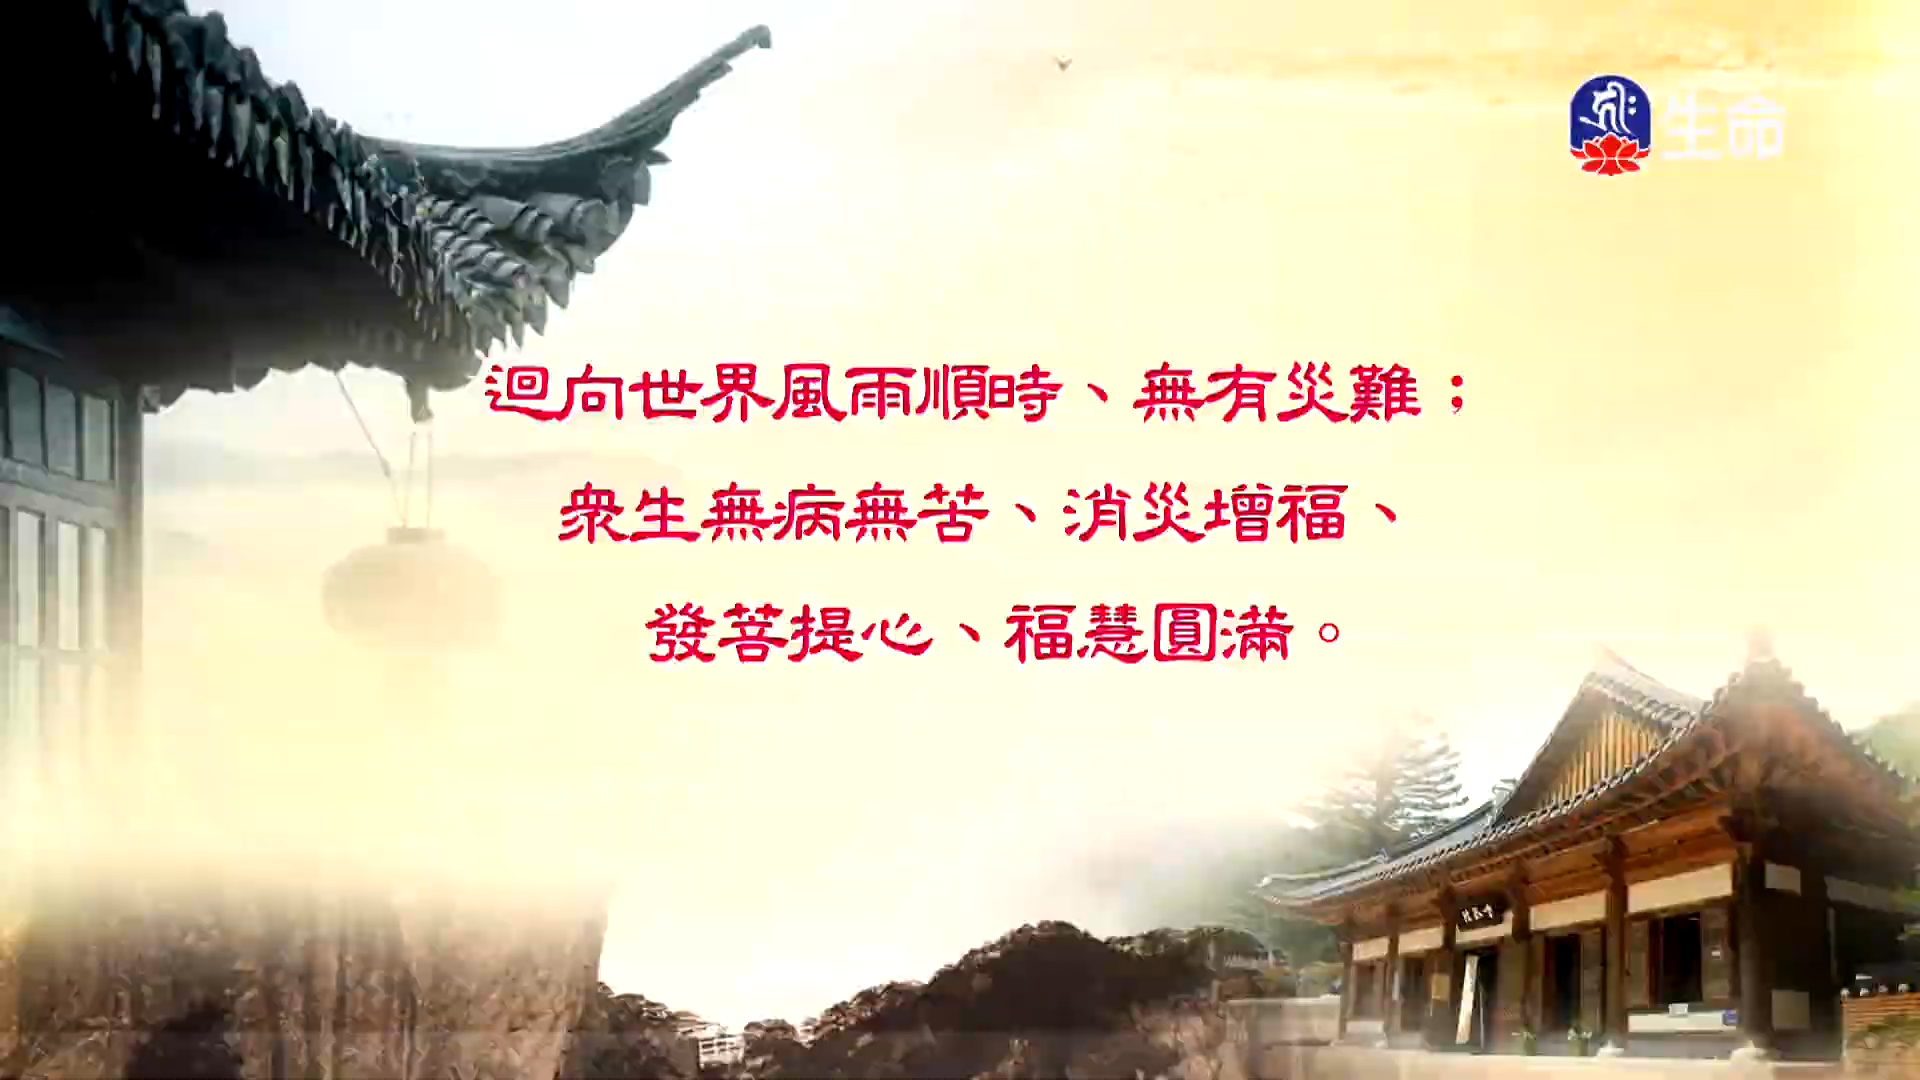 生命
迴向世界風雨順時、無有災難；
衆生無病無苦、消災增福、
發菩提心、福慧圓滿。